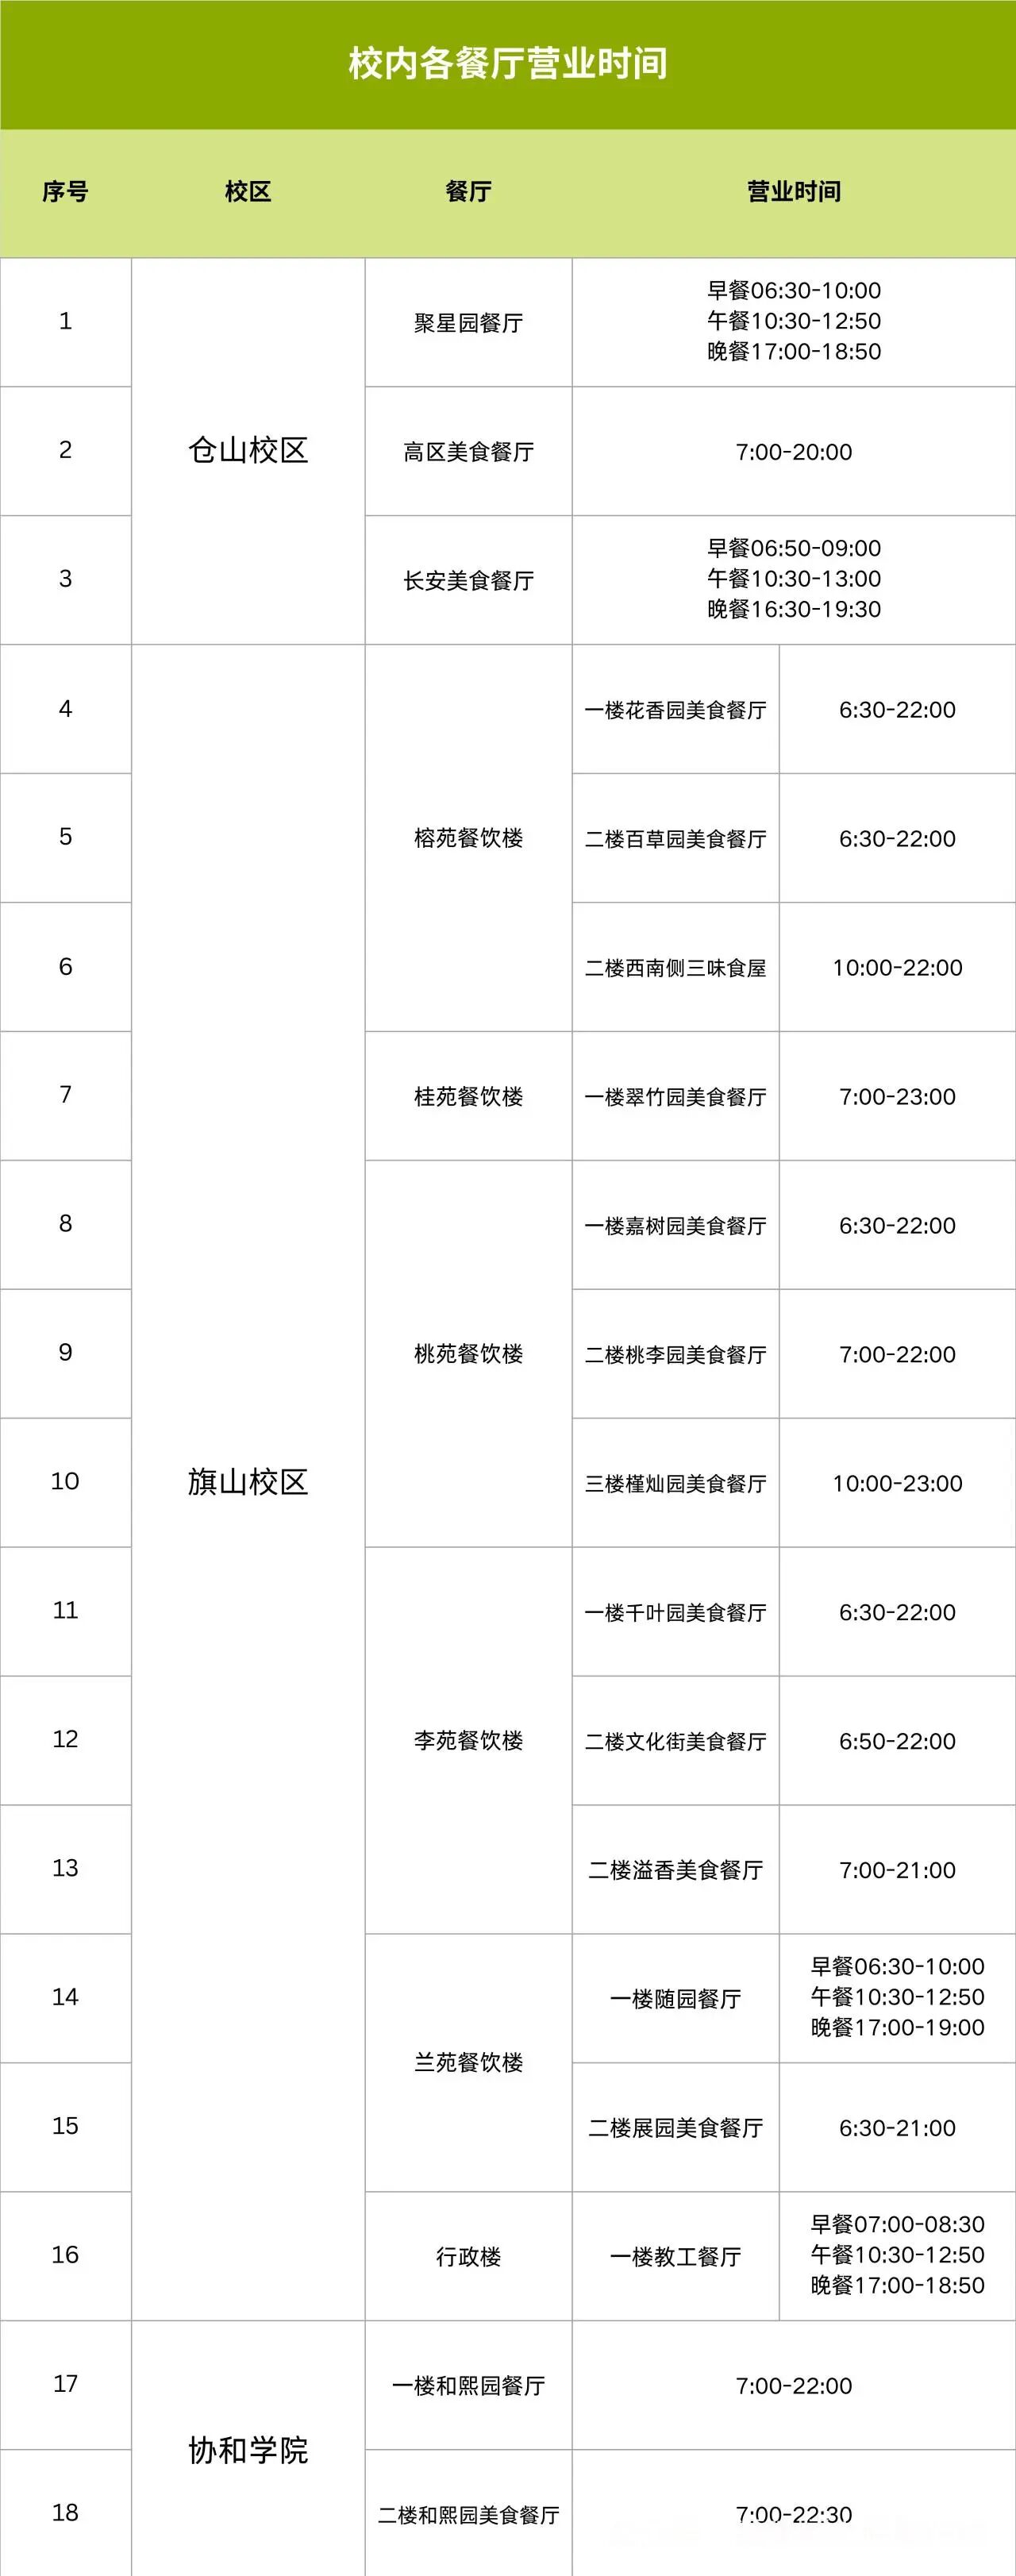 校内各餐厅营业时间
序号 校区 餐厅 营业时间
1 仓山校区 聚星园餐厅 早餐06:30-10:00
午餐10:30-12:50
晚餐17:00-18:50
2 高区美食餐厅 7:00-20:00
3 长安美食餐厅 早餐06:50-09:00
午餐10:30-13:00
晚餐16:30-19:30
4 旗山校区 榕苑餐饮楼 一楼花香园美食餐厅 6:30-22:00
5 二楼百草园美食餐厅 6:30-22:00
6 二楼西南侧三味食屋 10:00-22:00
7 桂苑餐饮楼 一楼翠竹园美食餐厅 7:00-23:00
8 桃苑餐饮楼 一楼嘉树园美食餐厅 6:30-22:00
9 二楼桃李园美食餐厅 7:00-22:00
10 三楼槿灿园美食餐厅 10:00-23:00
11 李苑餐饮楼 一楼千叶园美食餐厅 6:30-22:00
12 二楼文化街美食餐厅 6:50-22:00
13 二楼溢香美食餐厅 7:00-21:00
14 兰苑餐饮楼 一楼随园餐厅 早餐06:30-10:00
午餐10:30-12:50
晚餐17:00-19:00
15 二楼展园美食餐厅 6:30-21:00
16 行政楼 一楼教工餐厅 早餐07:00-08:30
午餐10:30-12:50
晚餐17:00-18:50
17 协和学院 一楼和熙园餐厅 7:00-22:00
18 二楼和熙园美食餐厅 7:00-22:30